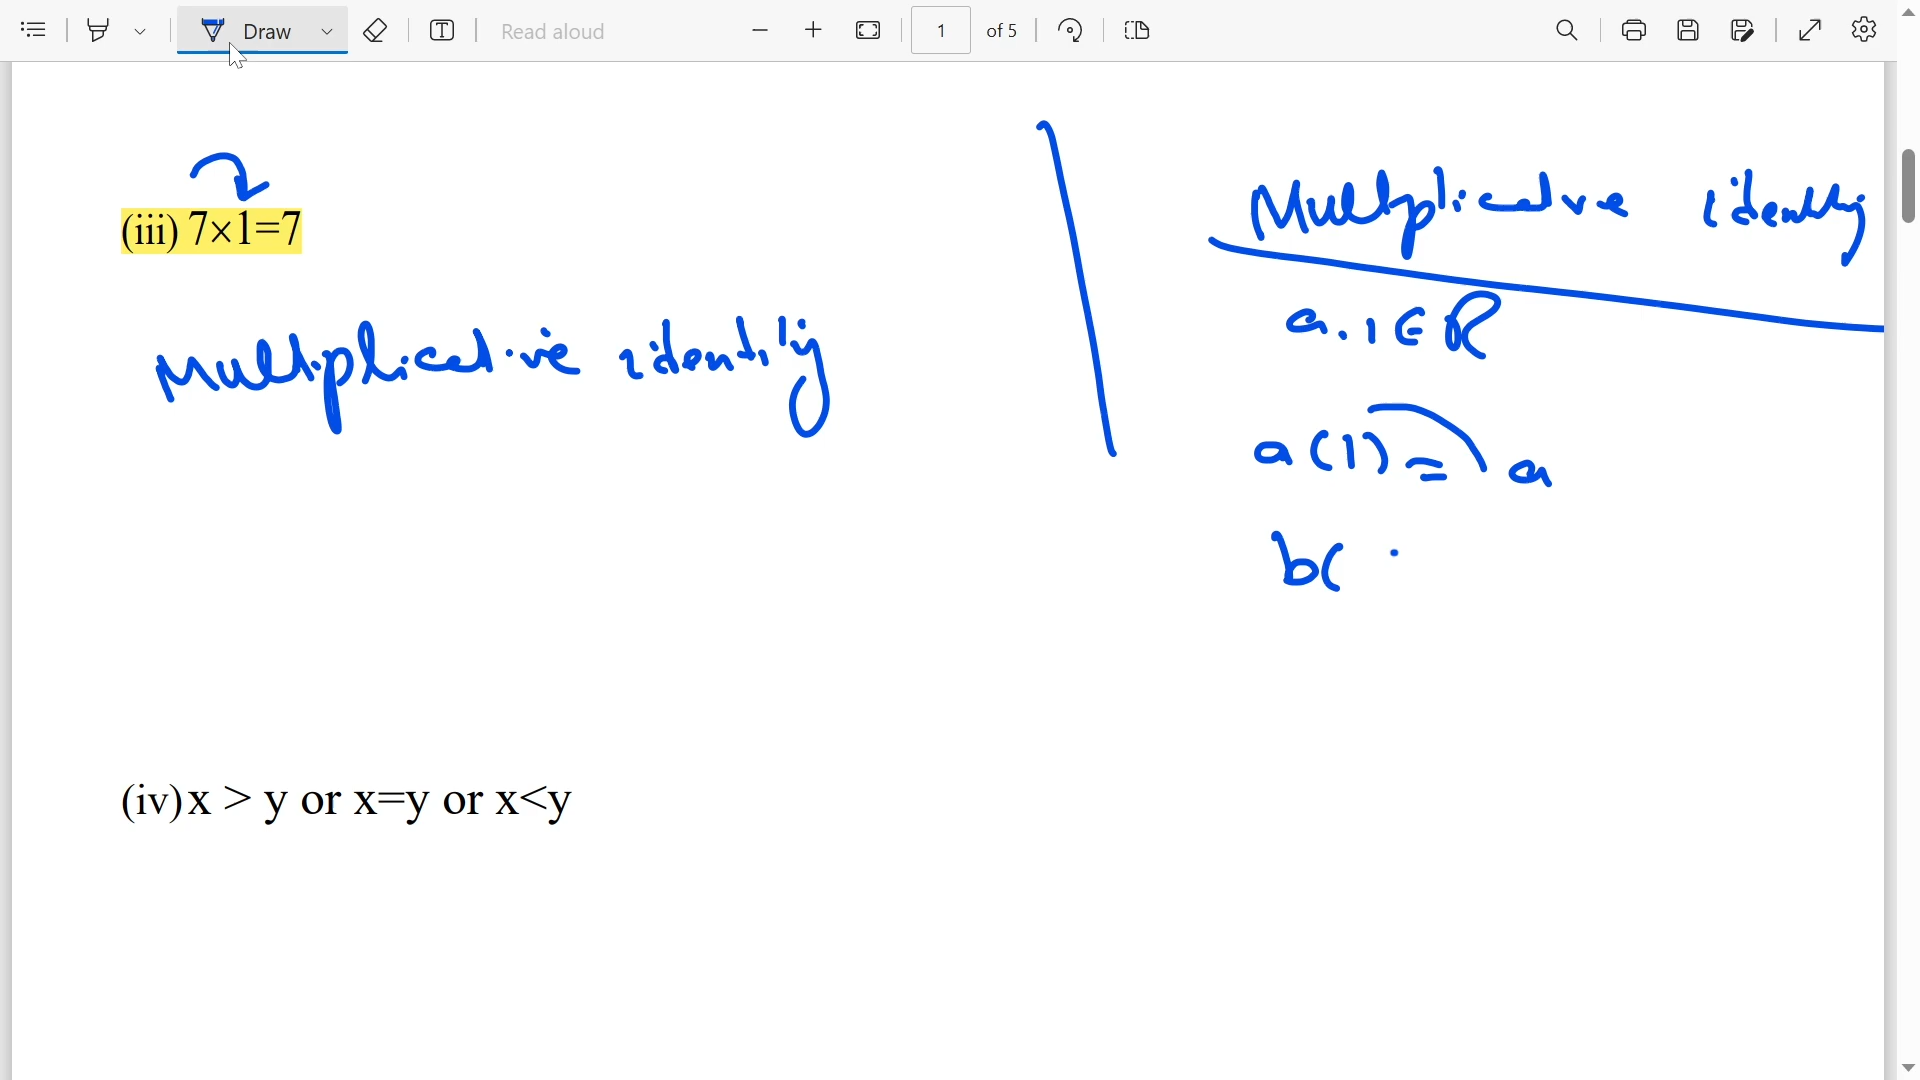 Draw
Read aloud
1 of 5
(iii) 7×1=7
Multiplicative identity
Multiplicative identity
a.1∈R
a(1) = a
b(
(iv) x > y or x=y or x<y